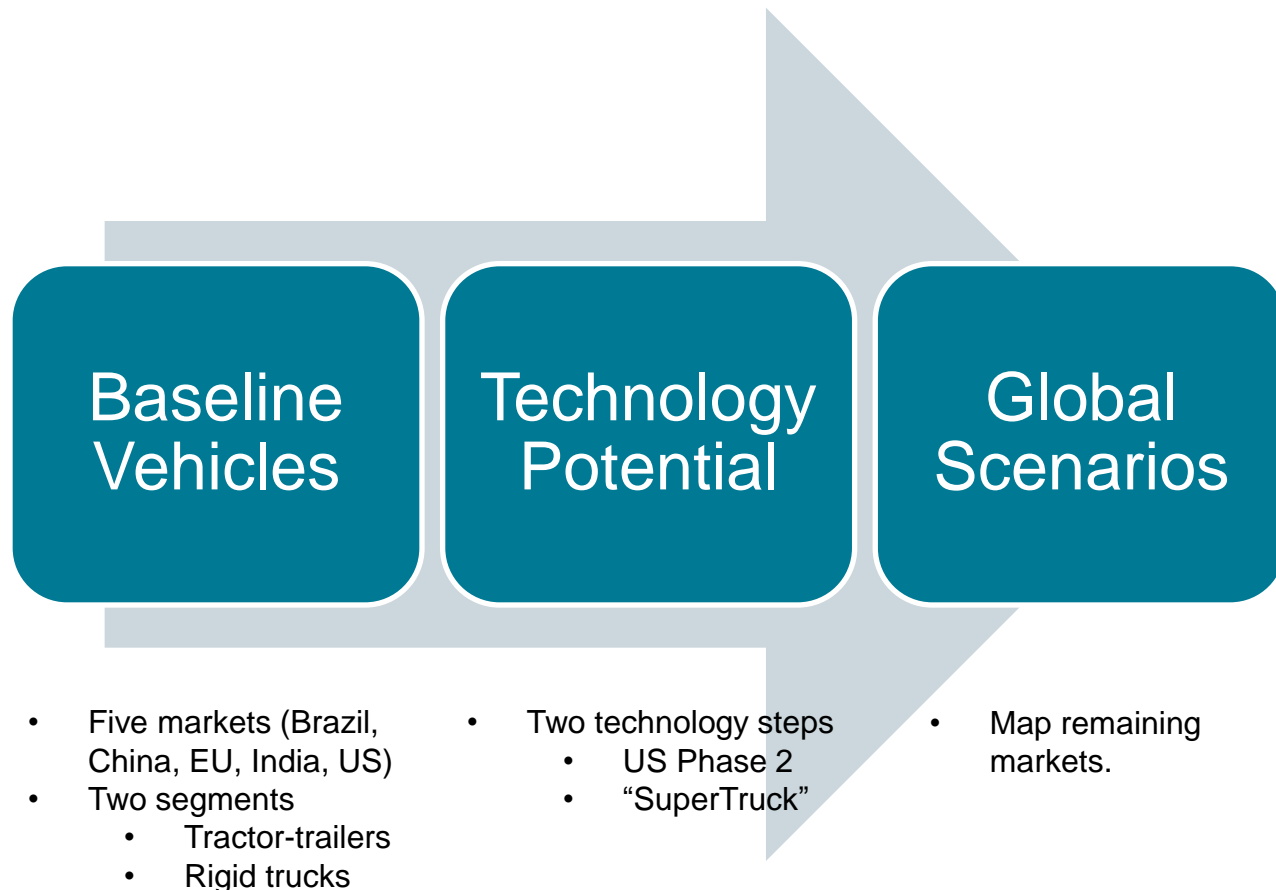 Baseline
Vehicles
Technology
Potential
Global
Scenarios
• Five markets (Brazil,
China, EU, India, US)
• Two segments
• Tractor-trailers
• Rigid trucks
• Two technology steps
• US Phase 2
• “SuperTruck”
• Map remaining
markets.